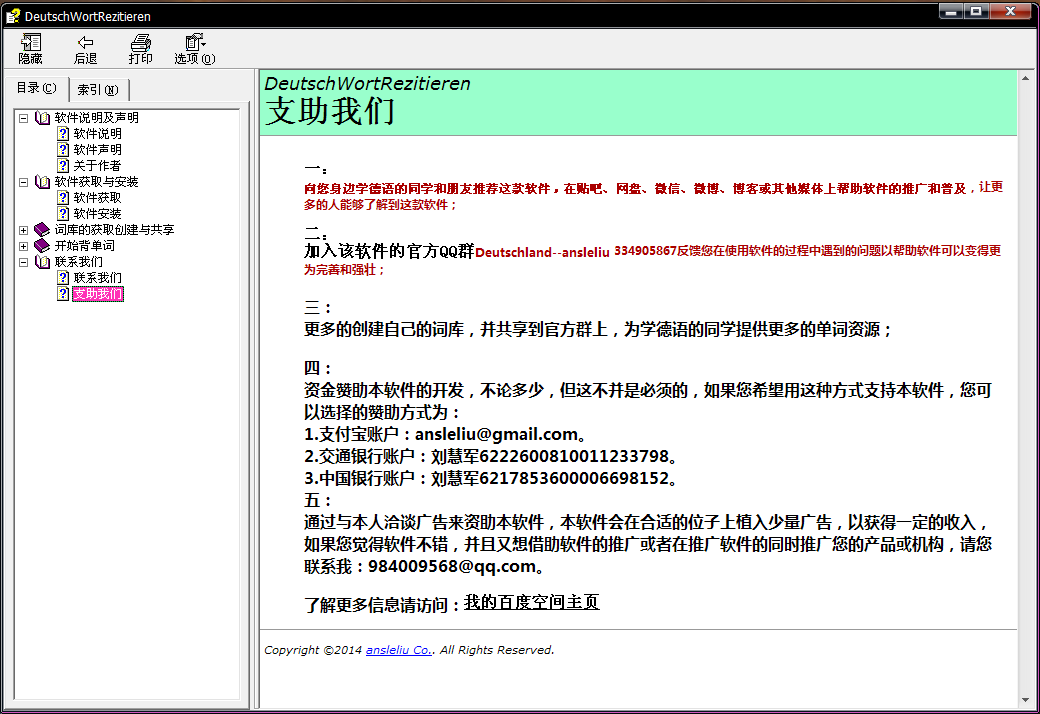 DeutschWortRezitieren
隐藏 后退 打印 选项(O)
目录(C) 索引(N)
软件说明及声明
软件说明
软件声明
关于作者
软件获取与安装
软件获取
软件安装
词库的获取创建与共享
开始背单词
联系我们
联系我们
支助我们
DeutschWortRezitieren
支助我们
一：
向您身边学德语的同学和朋友推荐这款软件，在贴吧、网盘、微信、微博、博客或其他媒体上帮助软件的推广和普及，让更
多的人能够了解到这款软件；
二：
加入该软件的官方QQ群Deutschland--ansleliu 334905867反馈您在使用软件的过程中遇到的问题以帮助软件可以变得更
为完善和强壮；
三：
更多的创建自己的词库，并共享到官方群上，为学德语的同学提供更多的单词资源；
四：
资金赞助本软件的开发，不论多少，但这不并是必须的，如果您希望用这种方式支持本软件，您可
以选择的赞助方式为：
1.支付宝账户：ansleliu@gmail.com。
2.交通银行账户：刘慧军6222600810011233798。
3.中国银行账户：刘慧军6217853600006698152。
五：
通过与本人洽谈广告来资助本软件，本软件会在合适的位子上植入少量广告，以获得一定的收入，
如果您觉得软件不错，并且又想借助软件的推广或者在推广软件的同时推广您的产品或机构，请您
联系我：984009568@qq.com。
了解更多信息请访问：我的百度空间主页
Copyright ©2014 ansleliu Co.. All Rights Reserved.